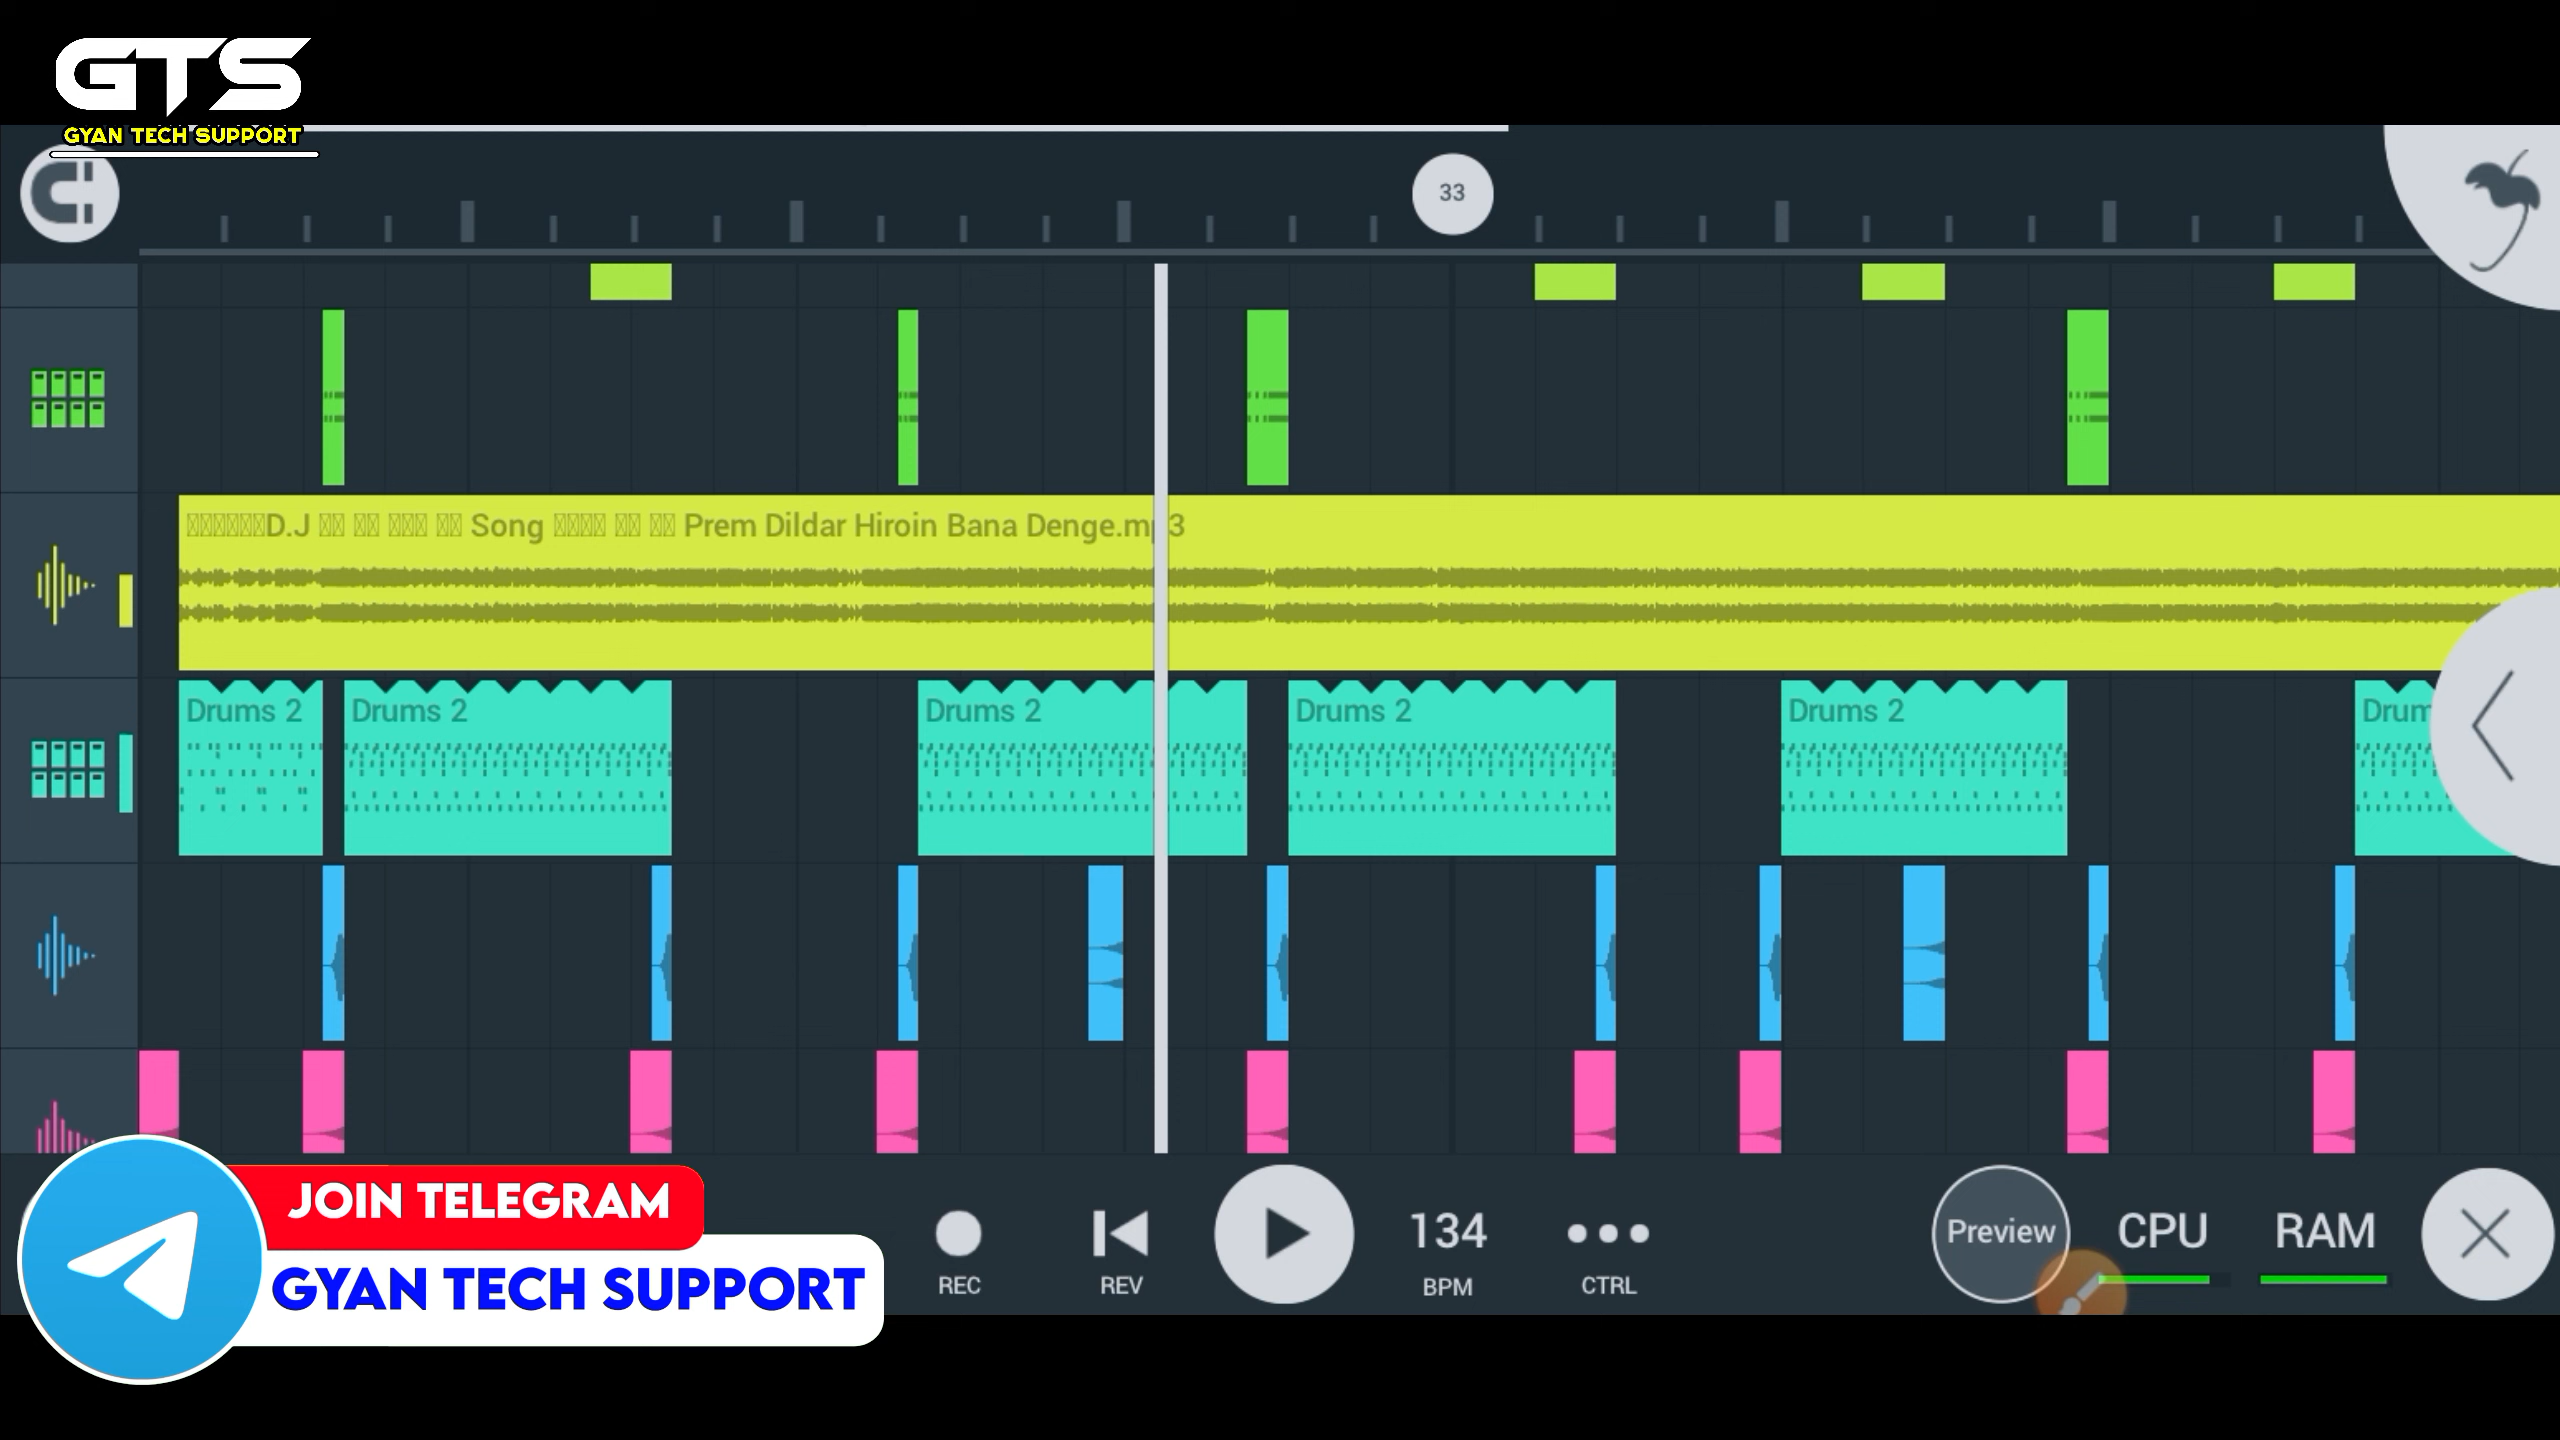 GTS
GYAN TECH SUPPORT
33
D.J Song Prem Dildar Hiroin Bana Denge.mp3
Drums 2
Drums 2
Drums 2
Drums 2
Drums 2
Drum
JOIN TELEGRAM
GYAN TECH SUPPORT
REC
REV
134
BPM
CTRL
Preview
CPU
RAM